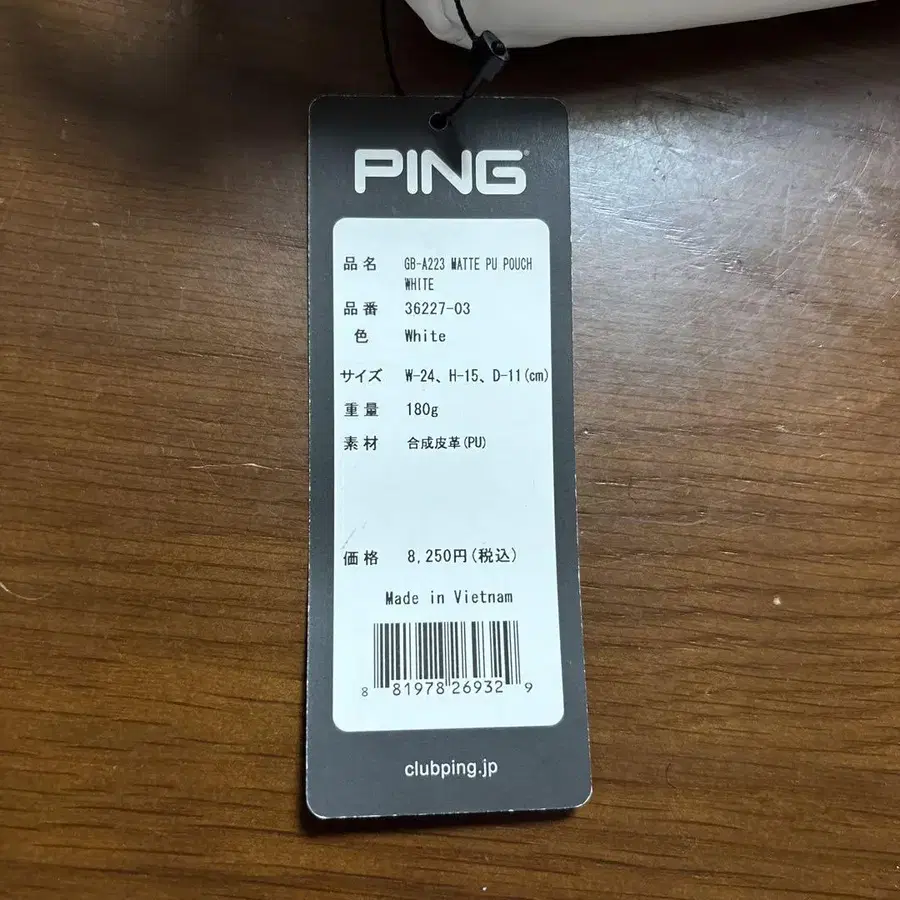 PING®
品名 GB-A223 MATTE PU POUCH
WHITE
品番 36227-03
色 White
サイズ W-24、H-15、D-11(cm)
重量 180g
素材 合成皮革(PU)
価格 8,250円(税込)
Made in Vietnam
8 81978 26932 9
clubping.jp